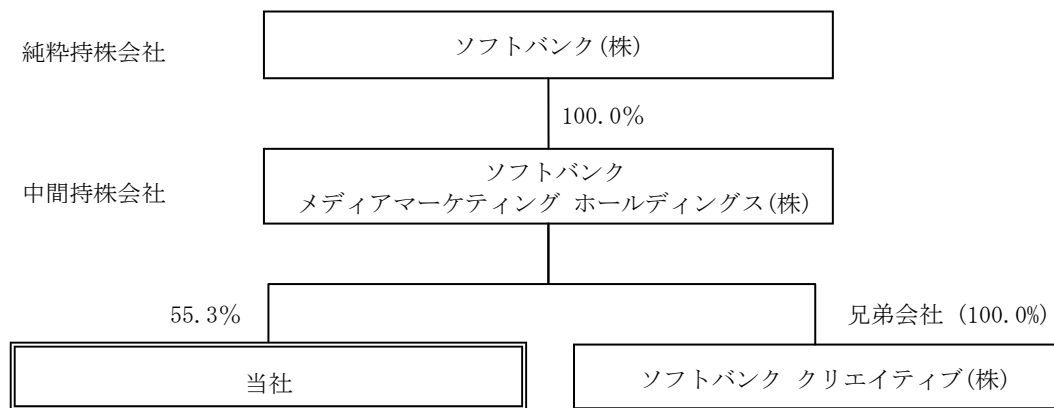 純粋持株会社
ソフトバンク(株)
100.0%
中間持株会社
ソフトバンク
メディアマーケティング ホールディングス(株)
55.3%
兄弟会社 (100.0%)
当社
ソフトバンク クリエイティブ(株)